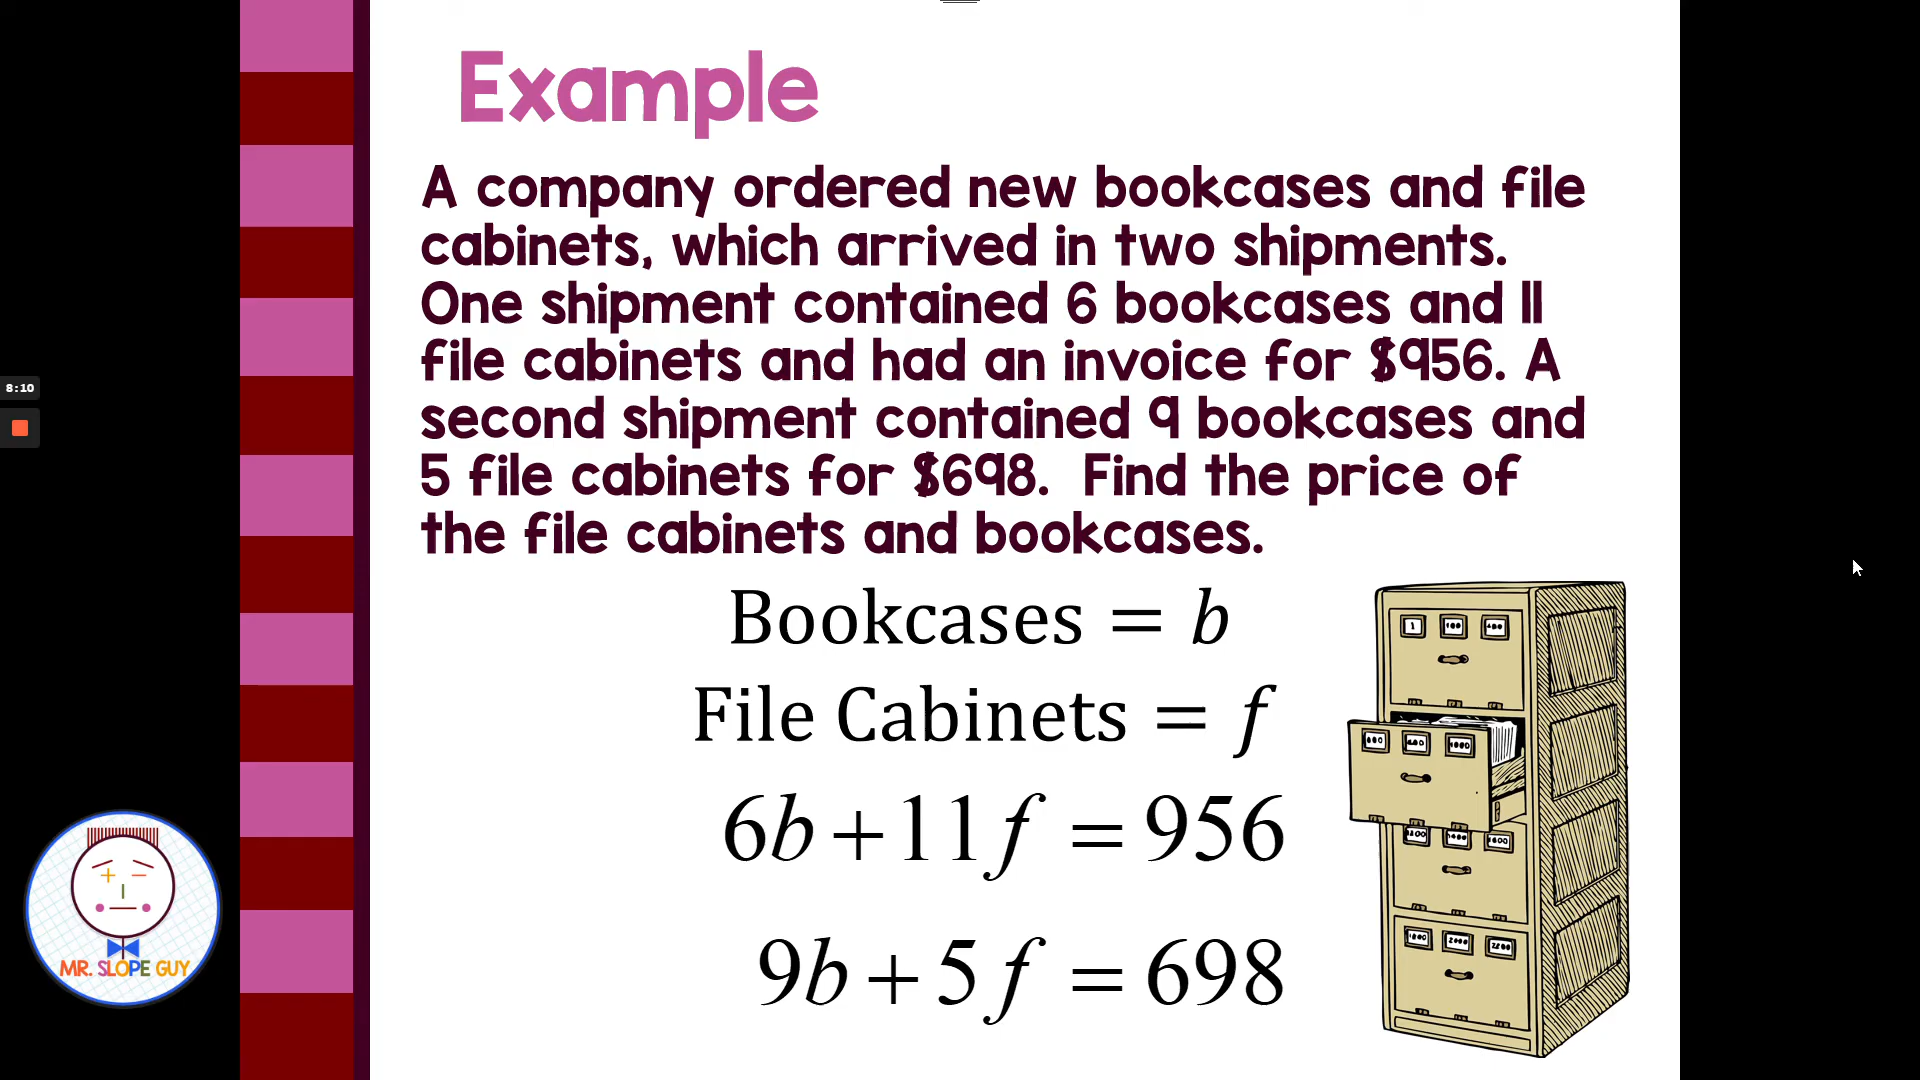 Example
A company ordered new bookcases and file
cabinets, which arrived in two shipments.
One shipment contained 6 bookcases and 11
file cabinets and had an invoice for $956. A
second shipment contained 9 bookcases and
5 file cabinets for $698. Find the price of
the file cabinets and bookcases.
Bookcases = b
File Cabinets = f
6b + 11f = 956
9b + 5f = 698
8:10
MR. SLOPE GUY